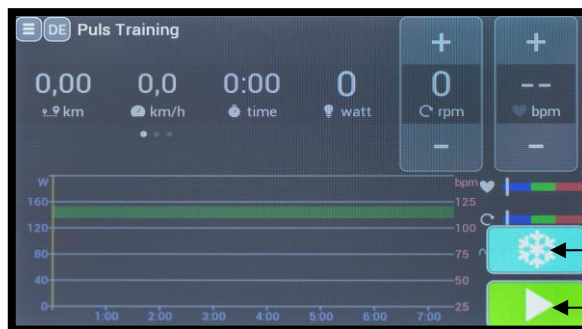 DE Puls Training
+ +
0,00 0,0 0:00 0 0 --
km km/h time watt rpm bpm
- -
W bpm
160 125
120 100
80 75
40 50
0 25
1:00 2:00 3:00 4:00 5:00 6:00 7:00